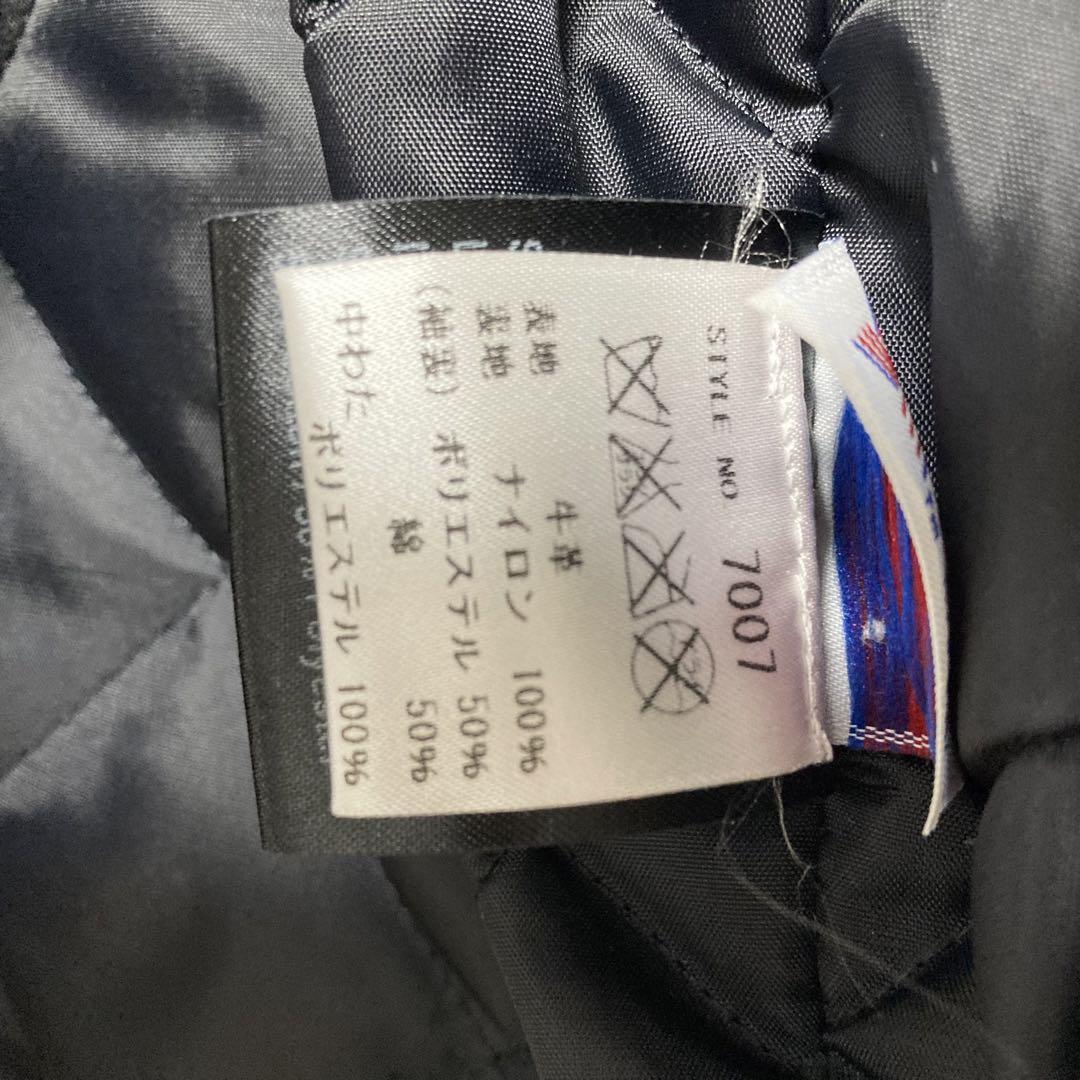 STYLE NO. 7007
表地 牛革
裏地 ナイロン 100%
(袖裏) ポリエステル 50%
綿 50%
中わた ポリエステル 100%